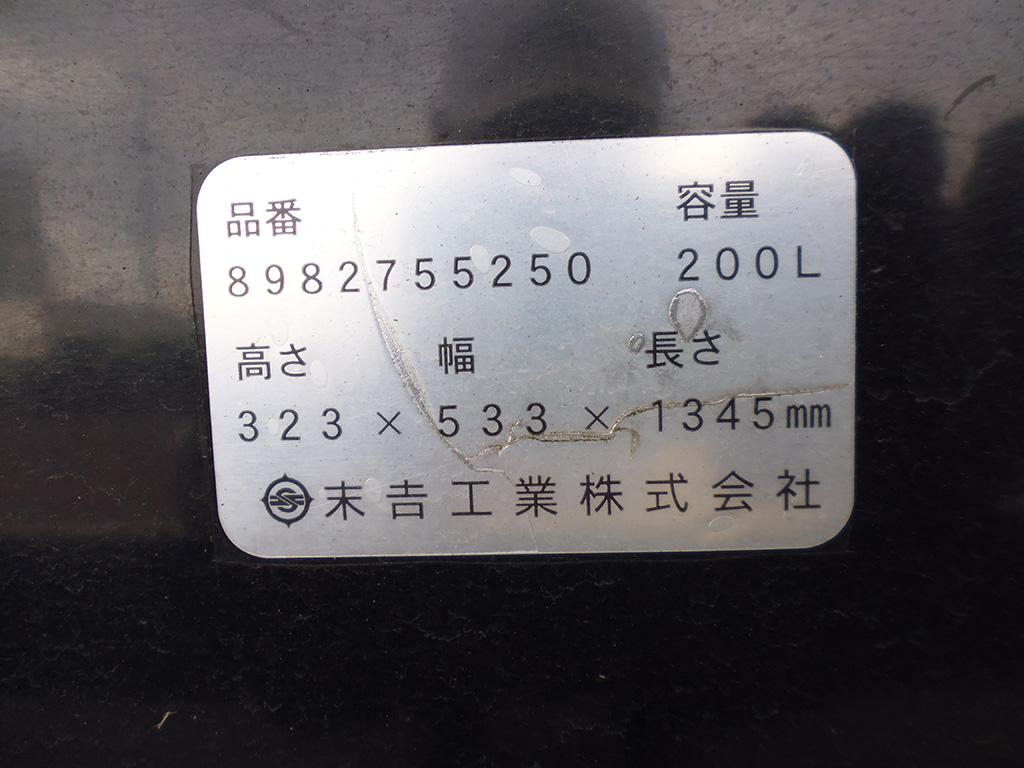 品番 容量
8982755250 200L
高さ 幅 長さ
323 × 533 × 1345mm
末吉工業株式会社